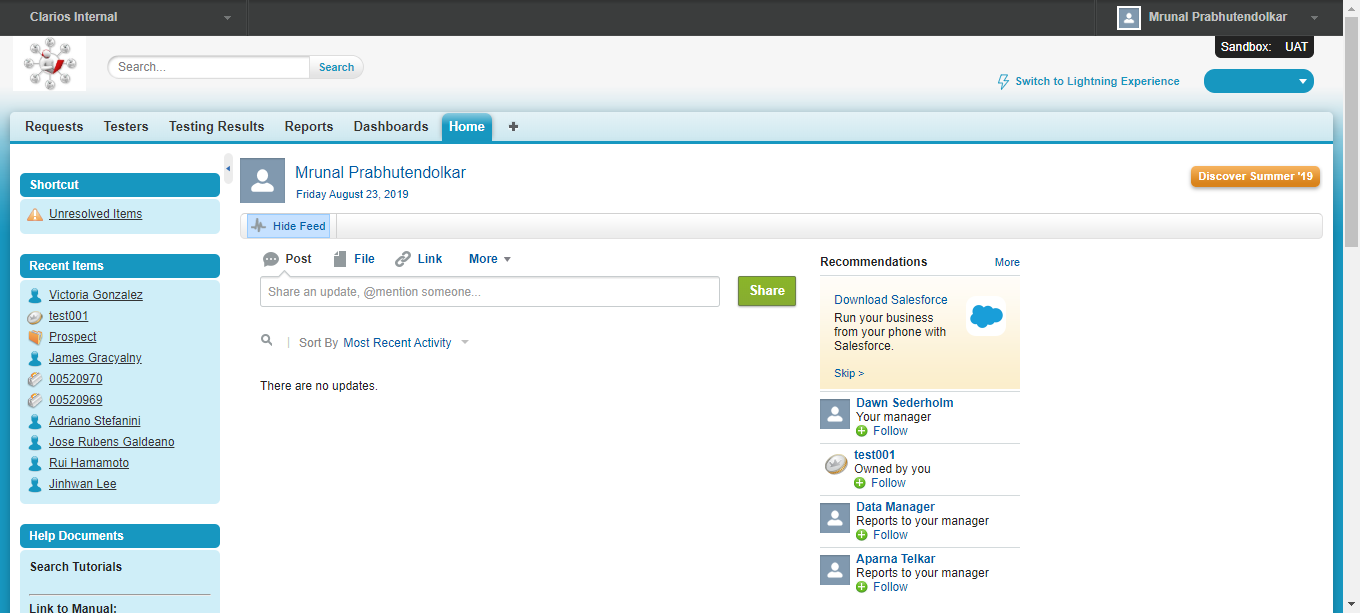 Clarios Internal
Mrunal Prabhutendolkar
Sandbox: UAT
Search...
Search
Switch to Lightning Experience
Requests Testers Testing Results Reports Dashboards Home +
Shortcut
Unresolved Items
Recent Items
Victoria Gonzalez
test001
Prospect
James Gracyalny
00520970
00520969
Adriano Stefanini
Jose Rubens Galdeano
Rui Hamamoto
Jinhwan Lee
Help Documents
Search Tutorials
Link to Manual:
Mrunal Prabhutendolkar
Friday August 23, 2019
Discover Summer '19
Hide Feed
Post File Link More
Share an update, @mention someone...
Share
Sort By Most Recent Activity
There are no updates.
Recommendations More
Download Salesforce
Run your business
from your phone with
Salesforce.
Skip >
Dawn Sederholm
Your manager
Follow
test001
Owned by you
Follow
Data Manager
Reports to your manager
Follow
Aparna Telkar
Reports to your manager
Follow